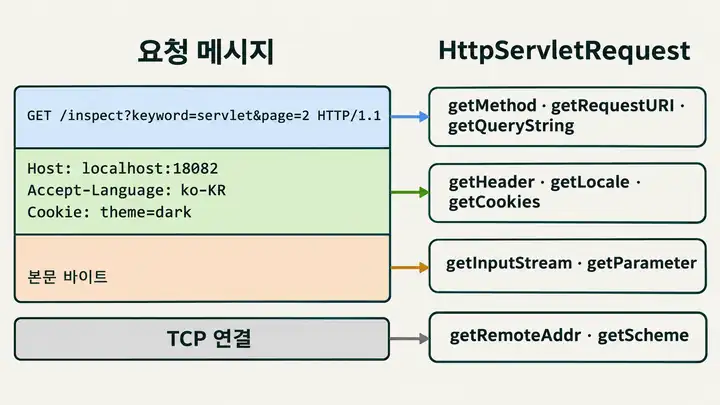 요청 메시지
HttpServletRequest
GET /inspect?keyword=servlet&page=2 HTTP/1.1
getMethod · getRequestURI ·
getQueryString
Host: localhost:18082
Accept-Language: ko-KR
Cookie: theme=dark
getHeader · getLocale ·
getCookies
본문 바이트
getInputStream · getParameter
TCP 연결
getRemoteAddr · getScheme